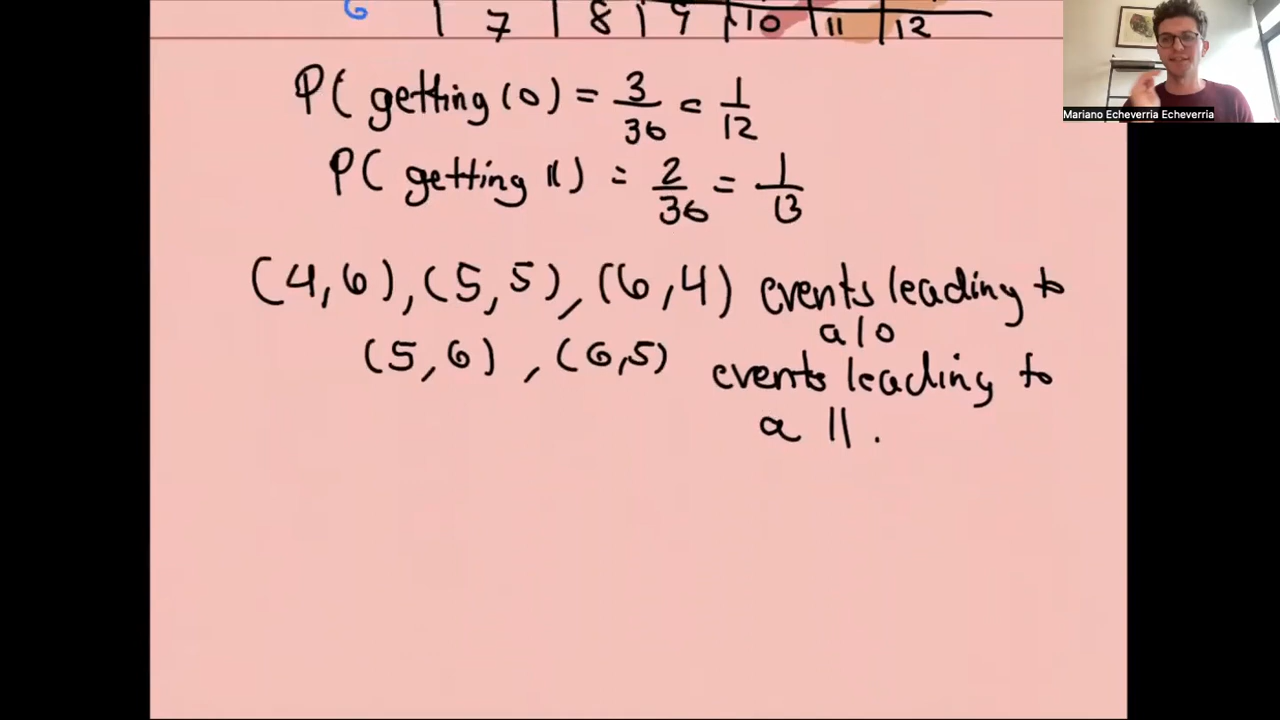 6 | 7 | 8 | 9 | 10 | 11 | 12
Mariano Echeverria Echeverria
P( getting 10) = 3/36 = 1/12
P( getting 11) = 2/36 = 1/13
(4,6), (5,5), (6,4) events leading to
a 10
(5,6) , (6,5) events leading to
a 11.